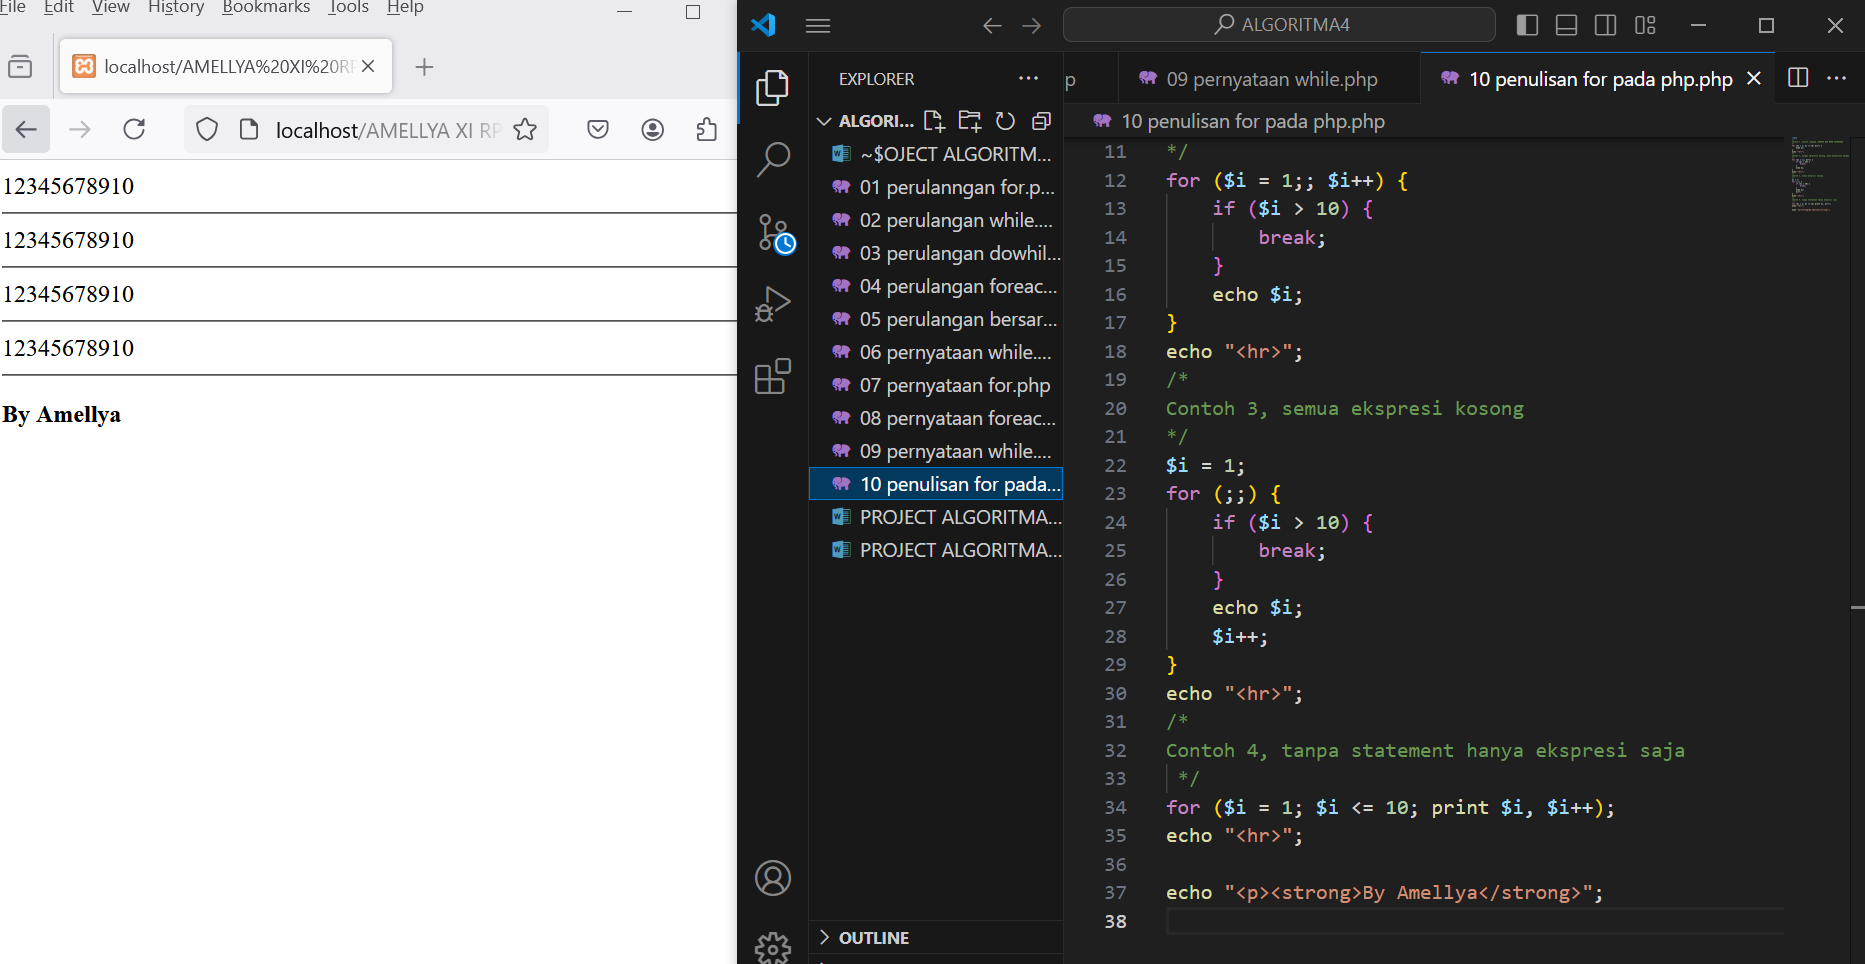 File Edit View History Bookmarks Tools Help
localhost/AMELLYA%20XI%20RP
localhost/AMELLYA XI RP
12345678910
12345678910
12345678910
12345678910
By Amellya
ALGORITMA4
EXPLORER
ALGORI...
~$OJECT ALGORITM...
01 perulanngan for.p...
02 perulangan while....
03 perulangan dowhil...
04 perulangan foreac...
05 perulangan bersar...
06 pernyataan while....
07 pernyataan for.php
08 pernyataan foreac...
09 pernyataan while....
10 penulisan for pada...
PROJECT ALGORITMA...
PROJECT ALGORITMA...
OUTLINE
p
09 pernyataan while.php
10 penulisan for pada php.php
10 penulisan for pada php.php
11 */
12 for ($i = 1;; $i++) {
13 if ($i > 10) {
14 break;
15 }
16 echo $i;
17 }
18 echo "<hr>";
19 /*
20 Contoh 3, semua ekspresi kosong
21 */
22 $i = 1;
23 for (;;) {
24 if ($i > 10) {
25 break;
26 }
27 echo $i;
28 $i++;
29 }
30 echo "<hr>";
31 /*
32 Contoh 4, tanpa statement hanya ekspresi saja
33 */
34 for ($i = 1; $i <= 10; print $i, $i++);
35 echo "<hr>";
36
37 echo "<p><strong>By Amellya</strong>";
38